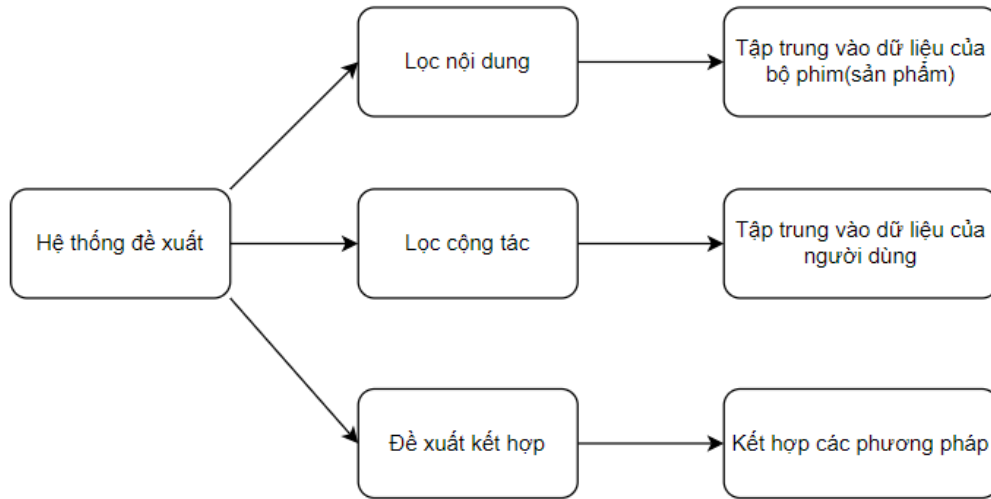 Lọc nội dung
Tập trung vào dữ liệu của
bộ phim(sản phẩm)
Hệ thống đề xuất
Lọc cộng tác
Tập trung vào dữ liệu của
người dùng
Đề xuất kết hợp
Kết hợp các phương pháp